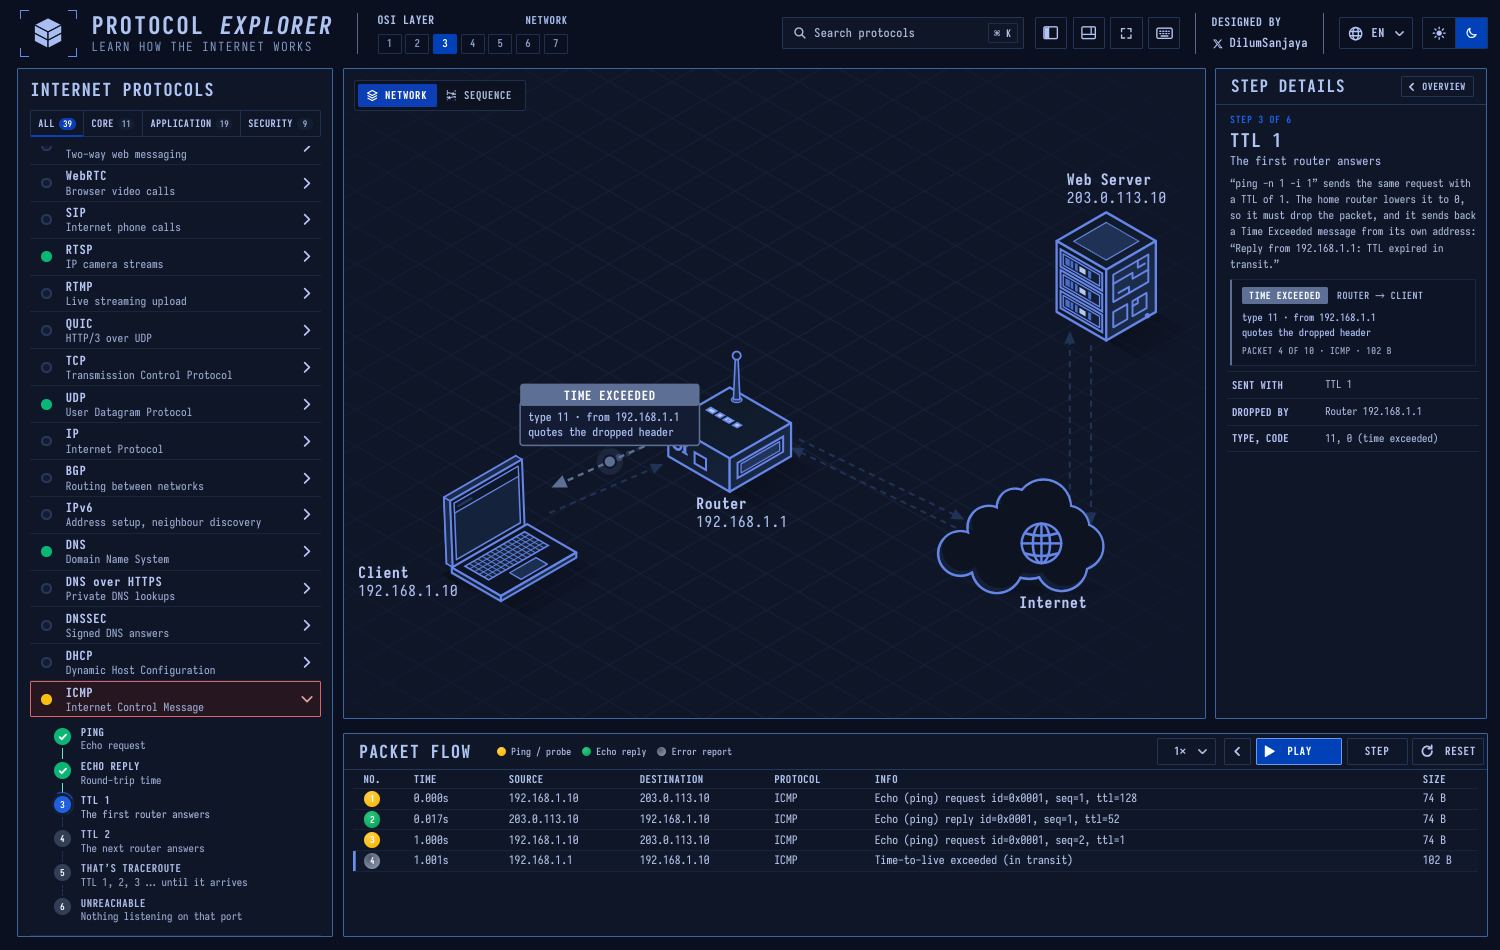 PROTOCOL EXPLORER
LEARN HOW THE INTERNET WORKS
OSI LAYER NETWORK
1 2 3 4 5 6 7
Search protocols ⌘ K
DESIGNED BY
DilumSanjaya
EN
INTERNET PROTOCOLS
ALL 39 CORE 11 APPLICATION 19 SECURITY 9
Two-way web messaging
WebRTC
Browser video calls
SIP
Internet phone calls
RTSP
IP camera streams
RTMP
Live streaming upload
QUIC
HTTP/3 over UDP
TCP
Transmission Control Protocol
UDP
User Datagram Protocol
IP
Internet Protocol
BGP
Routing between networks
IPv6
Address setup, neighbour discovery
DNS
Domain Name System
DNS over HTTPS
Private DNS lookups
DNSSEC
Signed DNS answers
DHCP
Dynamic Host Configuration
ICMP
Internet Control Message
PING
Echo request
ECHO REPLY
Round-trip time
3 TTL 1
The first router answers
4 TTL 2
The next router answers
5 THAT'S TRACEROUTE
TTL 1, 2, 3 … until it arrives
6 UNREACHABLE
Nothing listening on that port
NETWORK SEQUENCE
Web Server
203.0.113.10
TIME EXCEEDED
type 11 · from 192.168.1.1
quotes the dropped header
Router
192.168.1.1
Client
192.168.1.10
Internet
STEP DETAILS OVERVIEW
STEP 3 OF 6
TTL 1
The first router answers
“ping -n 1 -i 1” sends the same request with
a TTL of 1. The home router lowers it to 0,
so it must drop the packet, and it sends back
a Time Exceeded message from its own address:
“Reply from 192.168.1.1: TTL expired in
transit.”
TIME EXCEEDED ROUTER → CLIENT
type 11 · from 192.168.1.1
quotes the dropped header
PACKET 4 OF 10 · ICMP · 102 B
SENT WITH TTL 1
DROPPED BY Router 192.168.1.1
TYPE, CODE 11, 0 (time exceeded)
PACKET FLOW Ping / probe Echo reply Error report 1× PLAY STEP RESET
NO. TIME SOURCE DESTINATION PROTOCOL INFO SIZE
1 0.000s 192.168.1.10 203.0.113.10 ICMP Echo (ping) request id=0x0001, seq=1, ttl=128 74 B
2 0.017s 203.0.113.10 192.168.1.10 ICMP Echo (ping) reply id=0x0001, seq=1, ttl=52 74 B
3 1.000s 192.168.1.10 203.0.113.10 ICMP Echo (ping) request id=0x0001, seq=2, ttl=1 74 B
4 1.001s 192.168.1.1 192.168.1.10 ICMP Time-to-live exceeded (in transit) 102 B